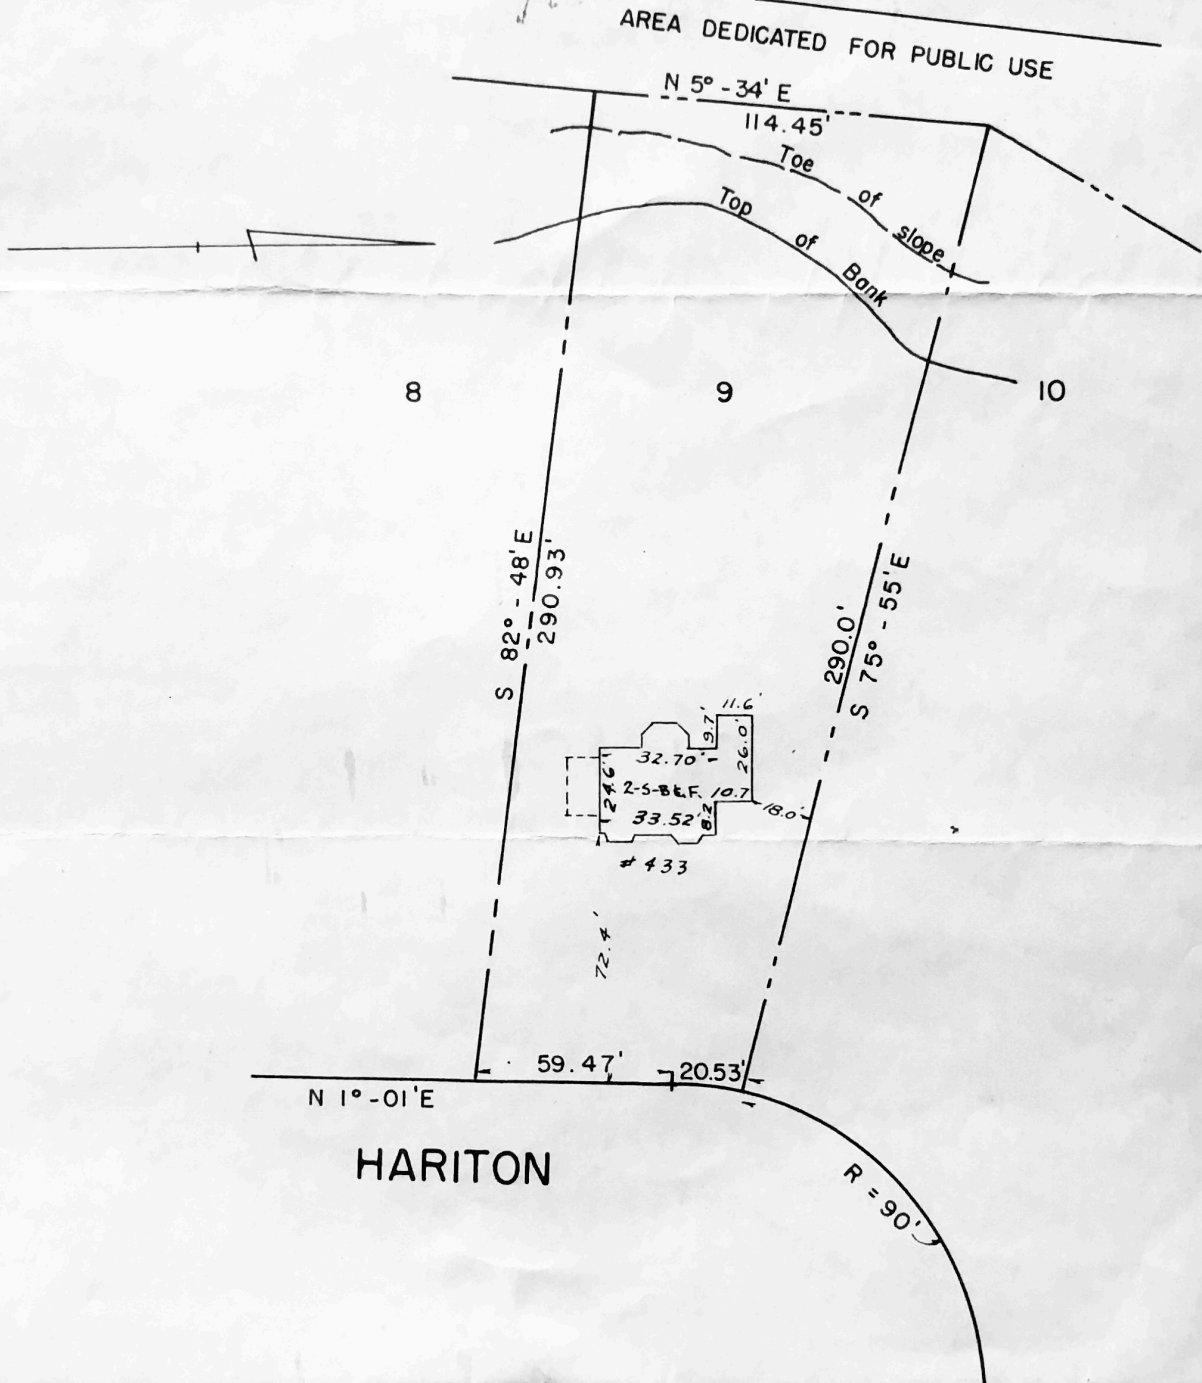 AREA DEDICATED FOR PUBLIC USE
N 5° - 34' E
114.45'
Toe of slope
Top of Bank
8
9
10
S 82° - 48' E
290.93'
290.0'
S 75° - 55' E
11.6'
9.7'
26.0'
32.70'
24.6'
2-S-B&F.
10.7
33.52'
8.2
18.0'
# 433
72.4'
59.47'
20.53'
N 1° - 01' E
HARITON
R = 90'